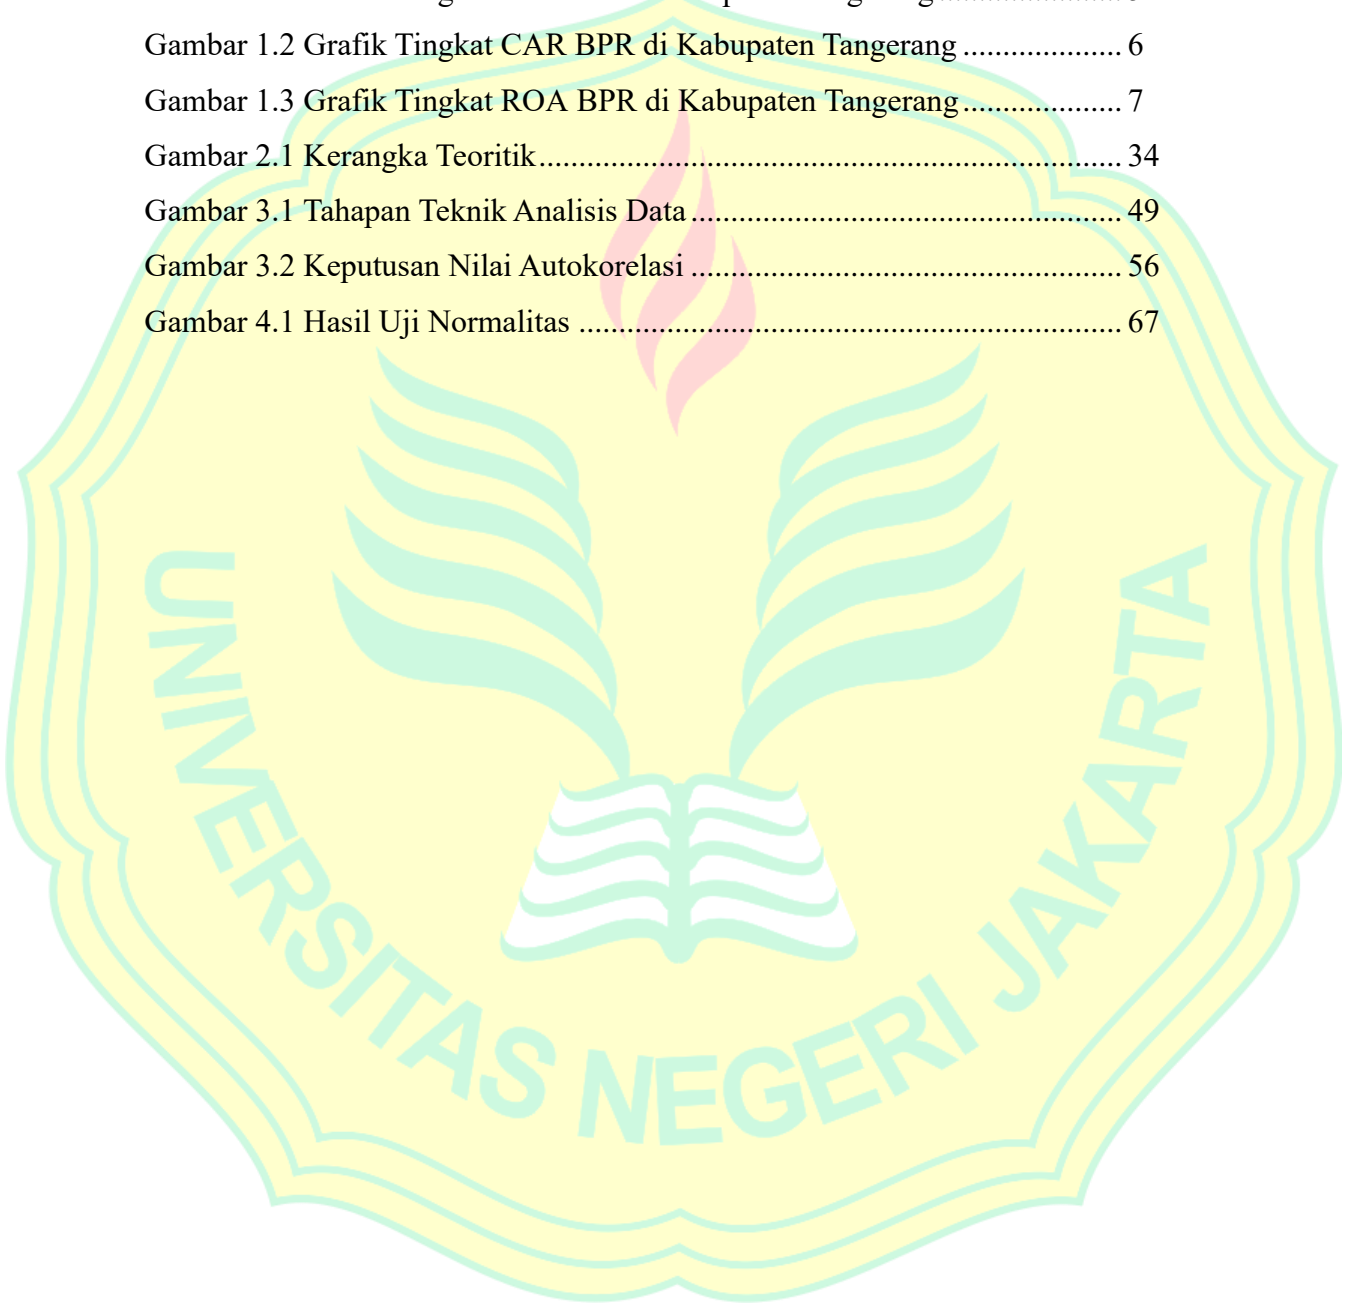 Gambar 1.2 Grafik Tingkat CAR BPR di Kabupaten Tangerang .................... 6
Gambar 1.3 Grafik Tingkat ROA BPR di Kabupaten Tangerang .................... 7
Gambar 2.1 Kerangka Teoritik ......................................................................... 34
Gambar 3.1 Tahapan Teknik Analisis Data ...................................................... 49
Gambar 3.2 Keputusan Nilai Autokorelasi ...................................................... 56
Gambar 4.1 Hasil Uji Normalitas .................................................................... 67
UNIVERSITAS NEGERI JAKARTA